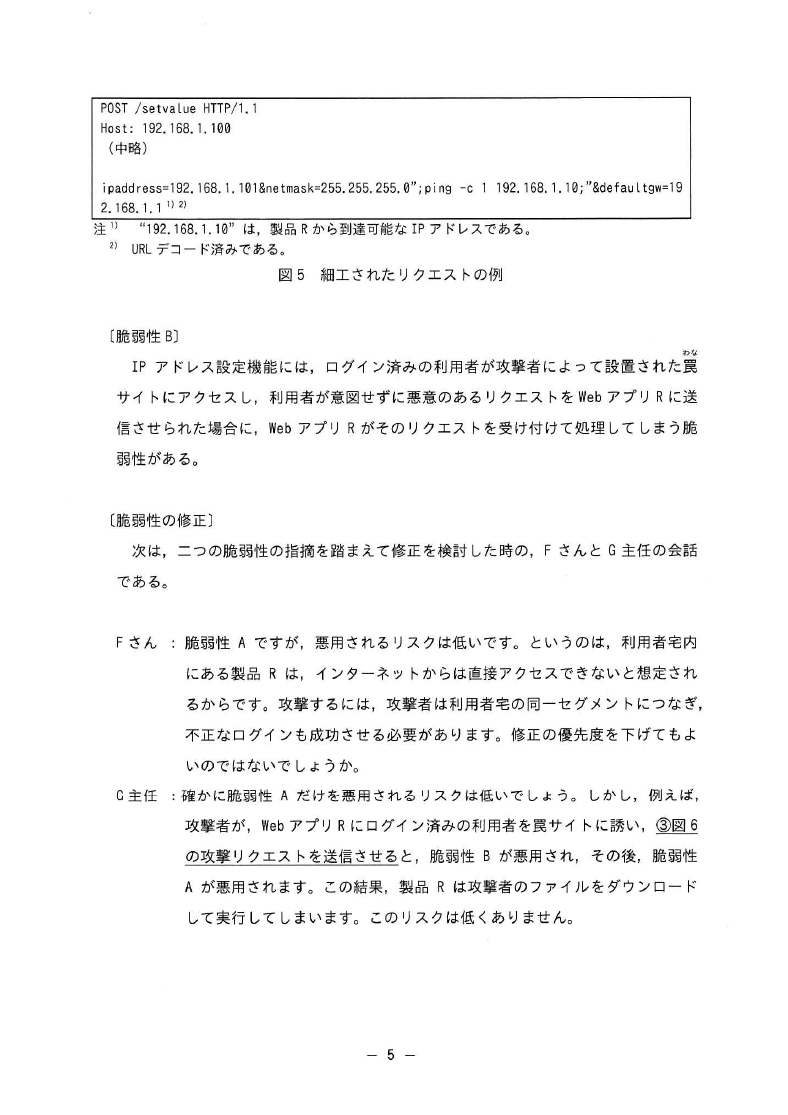 POST /setvalue HTTP/1.1
Host: 192.168.1.100
（中略）
ipaddress=192.168.1.101&netmask=255.255.255.0”;ping -c 1 192.168.1.10;”&defaultgw=19
2.168.1.1 1) 2)
注 1) “192.168.1.10” は，製品 R から到達可能な IP アドレスである。
2) URL デコード済みである。
図 5 細工されたリクエストの例
〔脆弱性 B〕
わな
IP アドレス設定機能には，ログイン済みの利用者が攻撃者によって設置された罠
サイトにアクセスし，利用者が意図せずに悪意のあるリクエストを Web アプリ R に送
信させられた場合に，Web アプリ R がそのリクエストを受け付けて処理してしまう脆
弱性がある。
〔脆弱性の修正〕
次は，二つの脆弱性の指摘を踏まえて修正を検討した時の，F さんと G 主任の会話
である。
F さん ：脆弱性 A ですが，悪用されるリスクは低いです。というのは，利用者宅内
にある製品 R は，インターネットからは直接アクセスできないと想定され
るからです。攻撃するには，攻撃者は利用者宅の同一セグメントにつなぎ，
不正なログインも成功させる必要があります。修正の優先度を下げてもよ
いのではないでしょうか。
G 主任 ：確かに脆弱性 A だけを悪用されるリスクは低いでしょう。しかし，例えば，
攻撃者が，Web アプリ R にログイン済みの利用者を罠サイトに誘い，③図 6
の攻撃リクエストを送信させると，脆弱性 B が悪用され，その後，脆弱性
A が悪用されます。この結果，製品 R は攻撃者のファイルをダウンロード
して実行してしまいます。このリスクは低くありません。
－ 5 －